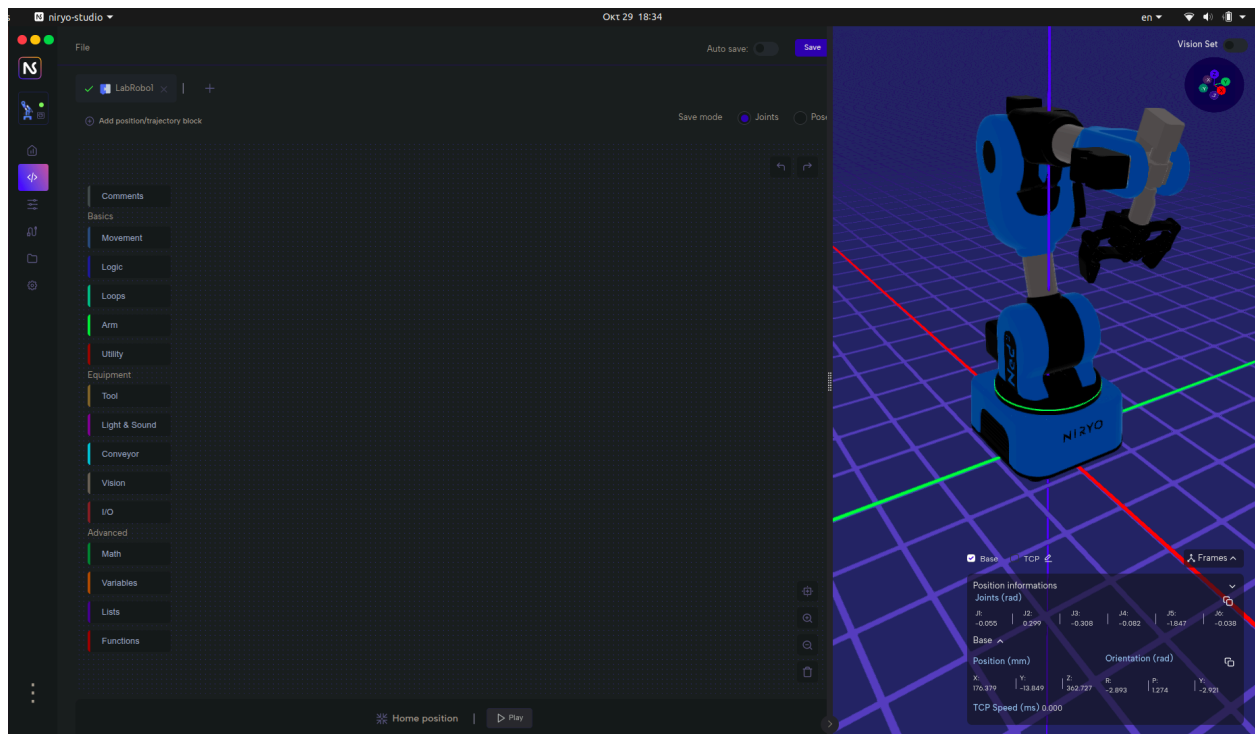 niryo-studio
Окт 29 18:34
en
File
Auto save:
Save
Vision Set
LabRobol
Add position/trajectory block
Save mode
Joints
Pose
Comments
Basics
Movement
Logic
Loops
Arm
Utility
Equipment
Tool
Light & Sound
Conveyor
Vision
I/O
Advanced
Math
Variables
Lists
Functions
Home position
Play
Ned2
NIRYO
Base
TCP
Frames
Position informations
Joints (rad)
J1: J2: J3: J4: J5: J6:
-0.055 0.299 -0.308 -0.082 -1.847 -0.038
Base
Position (mm) Orientation (rad)
X: Y: Z: R: P: Y:
176.379 -13.849 362.727 -2.893 1.274 -2.921
TCP Speed (ms) 0.000